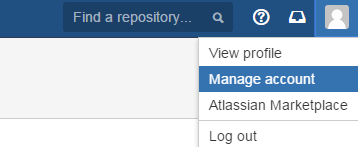 Find a repository...
View profile
Manage account
Atlassian Marketplace
Log out